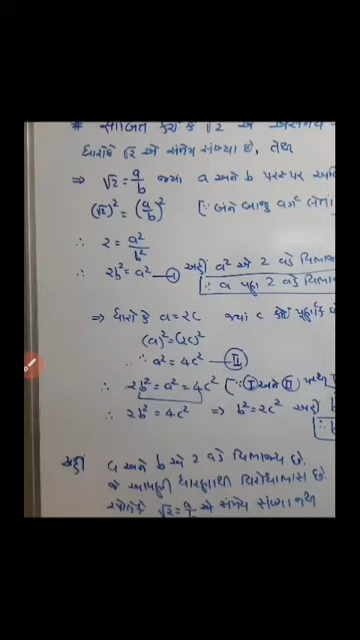 # સાબિત કરો કે √2 એ અસંમેય
ધારોકે √2 એ સંમેય સંખ્યા છે, તેથી
⇒ √2 = a/b જ્યાં a અને b પરસ્પર
(√2)² = (a/b)² [∵ બંને બાજુ વર્ગ લેતાં
∴ 2 = a²/b²
∴ 2b² = a² —Ⓘ અહીં a² એ 2 વડે વિભાજ્ય
∴ a પણ 2 વડે વિભાજ્ય
⇒ ધારો કે a = 2c જ્યાં c કોઈ પૂર્ણાંક
(a)² = (2c)²
∴ a² = 4c² —Ⅱ
∴ 2b² = a² = 4c² [∵ Ⓘ અને Ⅱ પરથી
∴ 2b² = 4c² ⇒ b² = 2c² અહીં b
∴ b
અહીં a અને b એ 2 વડે વિભાજ્ય છે.
જે આપણી ધારણાથી વિરોધાભાસ છે.
√2 = a/b એ સંમેય સંખ્યા નથી